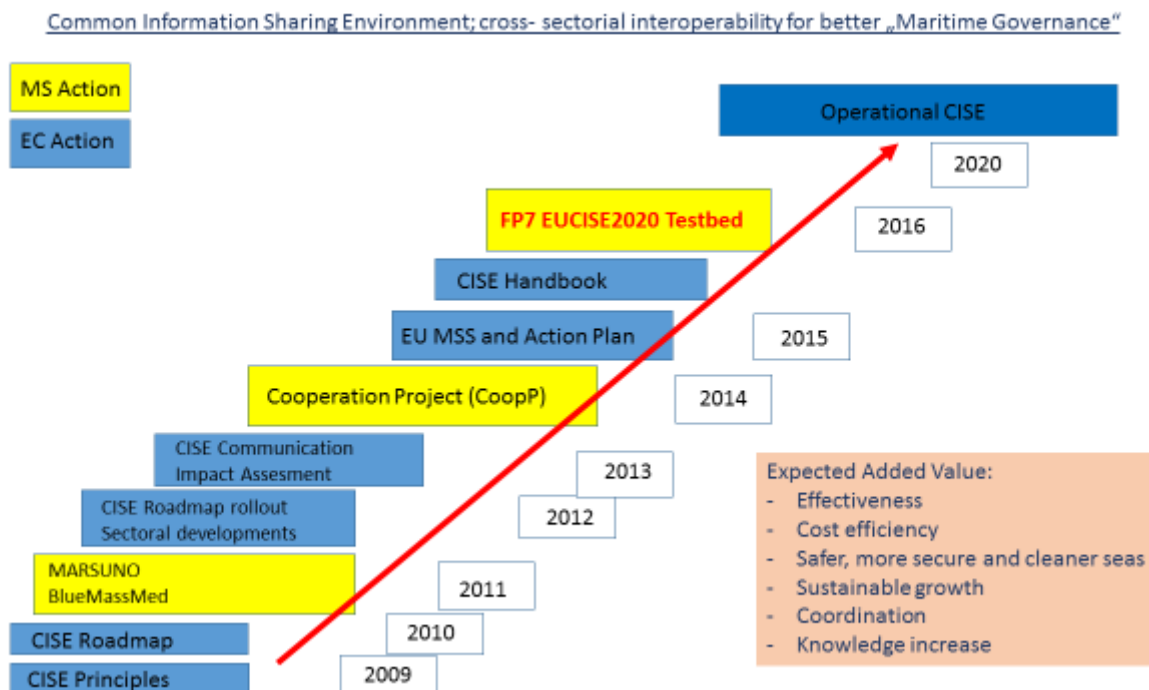 Common Information Sharing Environment; cross- sectorial interoperability for better „Maritime Governance“
MS Action
EC Action
Operational CISE
2020
FP7 EUCISE2020 Testbed
2016
CISE Handbook
EU MSS and Action Plan
2015
Cooperation Project (CoopP)
2014
CISE Communication
Impact Assesment
2013
CISE Roadmap rollout
Sectoral developments
2012
MARSUNO
BlueMassMed
2011
CISE Roadmap
2010
CISE Principles
2009
Expected Added Value:
- Effectiveness
- Cost efficiency
- Safer, more secure and cleaner seas
- Sustainable growth
- Coordination
- Knowledge increase